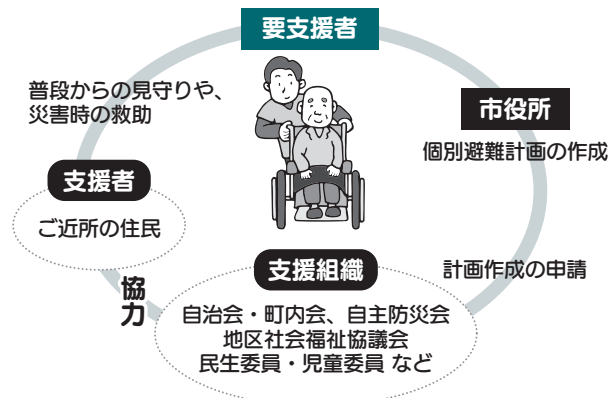 要支援者
普段からの見守りや、
災害時の救助
市役所
個別避難計画の作成
支援者
ご近所の住民
支援組織
計画作成の申請
協力
自治会・町内会、自主防災会
地区社会福祉協議会
民生委員・児童委員 など